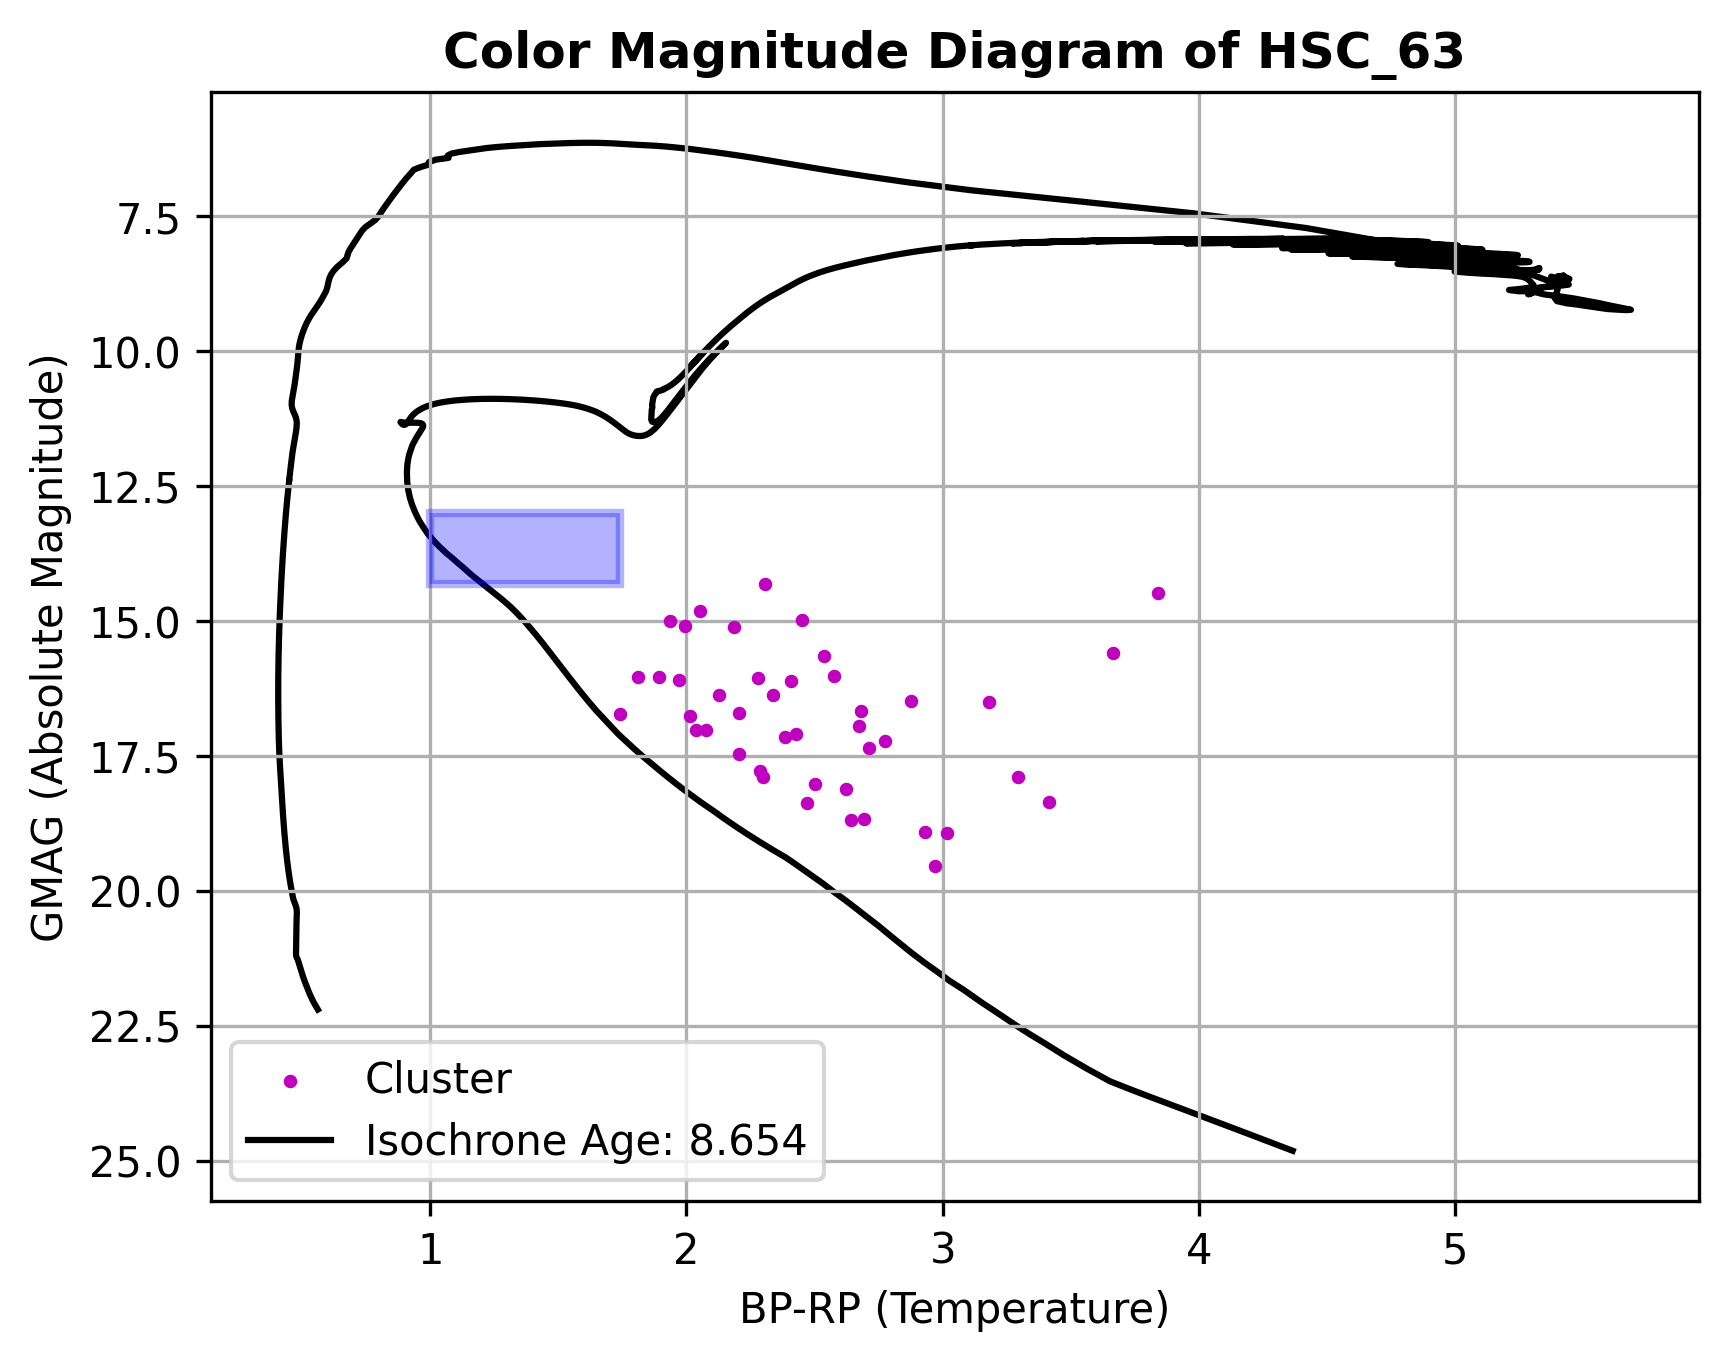 Color Magnitude Diagram of HSC_63
GMAG (Absolute Magnitude)
7.5
10.0
12.5
15.0
17.5
20.0
22.5
25.0
Cluster
Isochrone Age: 8.654
1 2 3 4 5
BP-RP (Temperature)